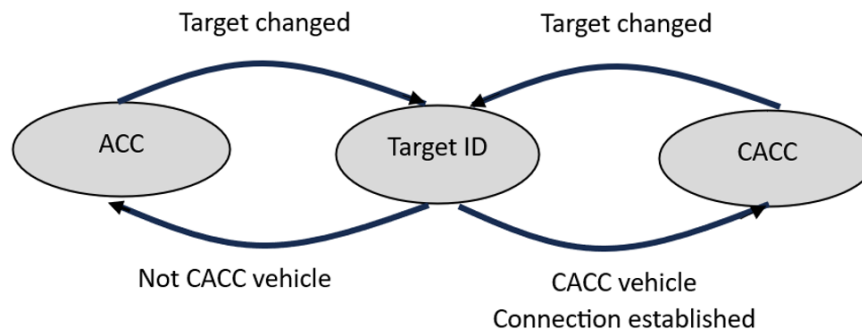 Target changed
Target changed
ACC
Target ID
CACC
Not CACC vehicle
CACC vehicle
Connection established